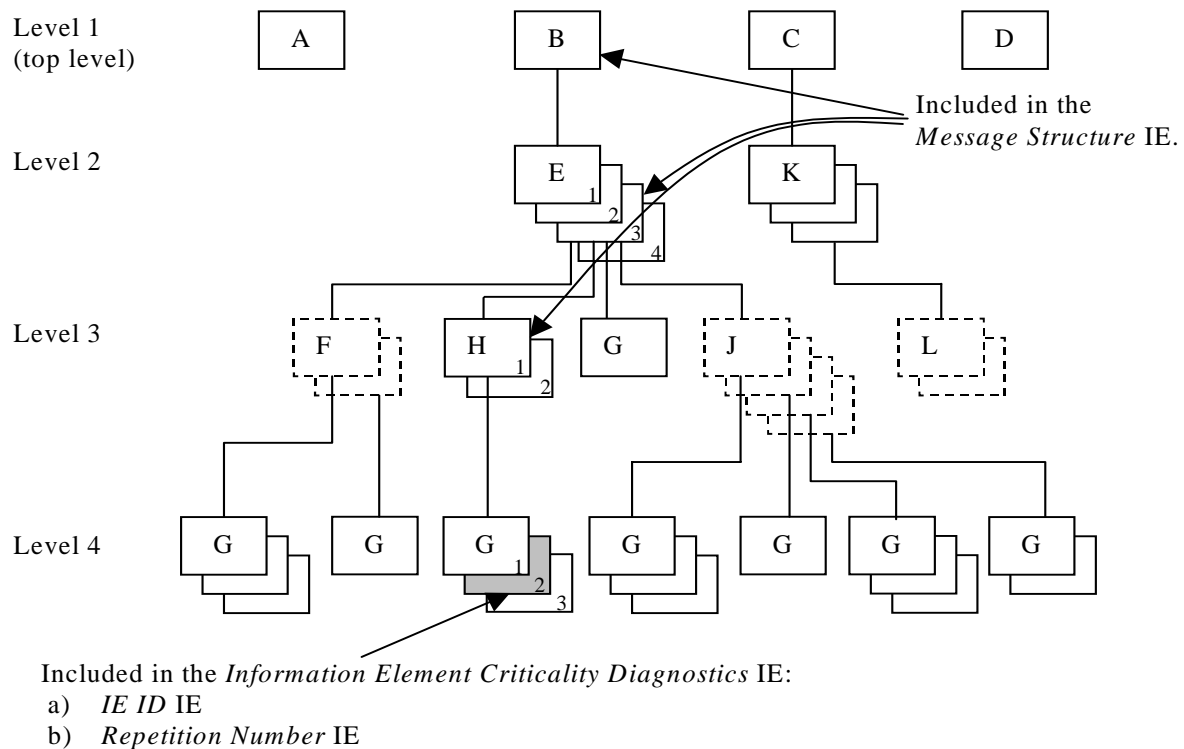 Level 1
(top level)
A
B
C
D
Included in the
Message Structure IE.
Level 2
E
1
2
3
4
K
Level 3
F
H
1
2
G
J
L
Level 4
G
G
G
1
2
3
G
G
G
G
Included in the Information Element Criticality Diagnostics IE:
a) IE ID IE
b) Repetition Number IE